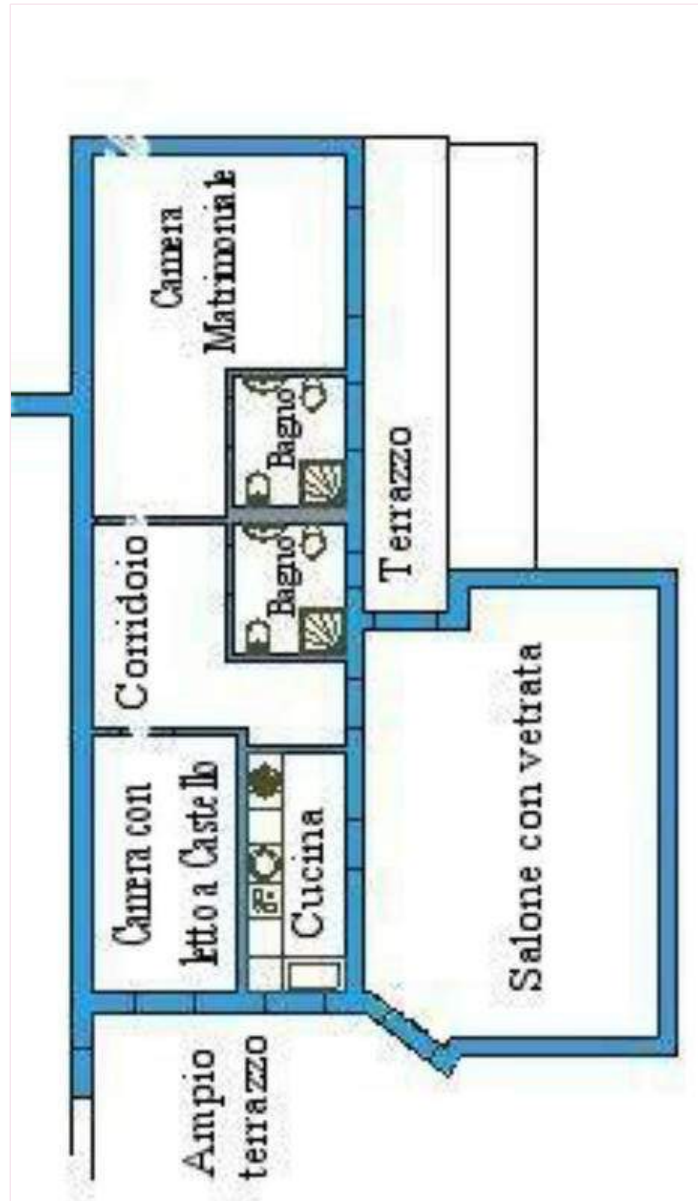 Camera
Matrimoniale
Bagno
Terrazzo
Bagno
Corridoio
Camera con
letto a Castello
Cucina
Salone con vetrata
Ampio
terrazzo